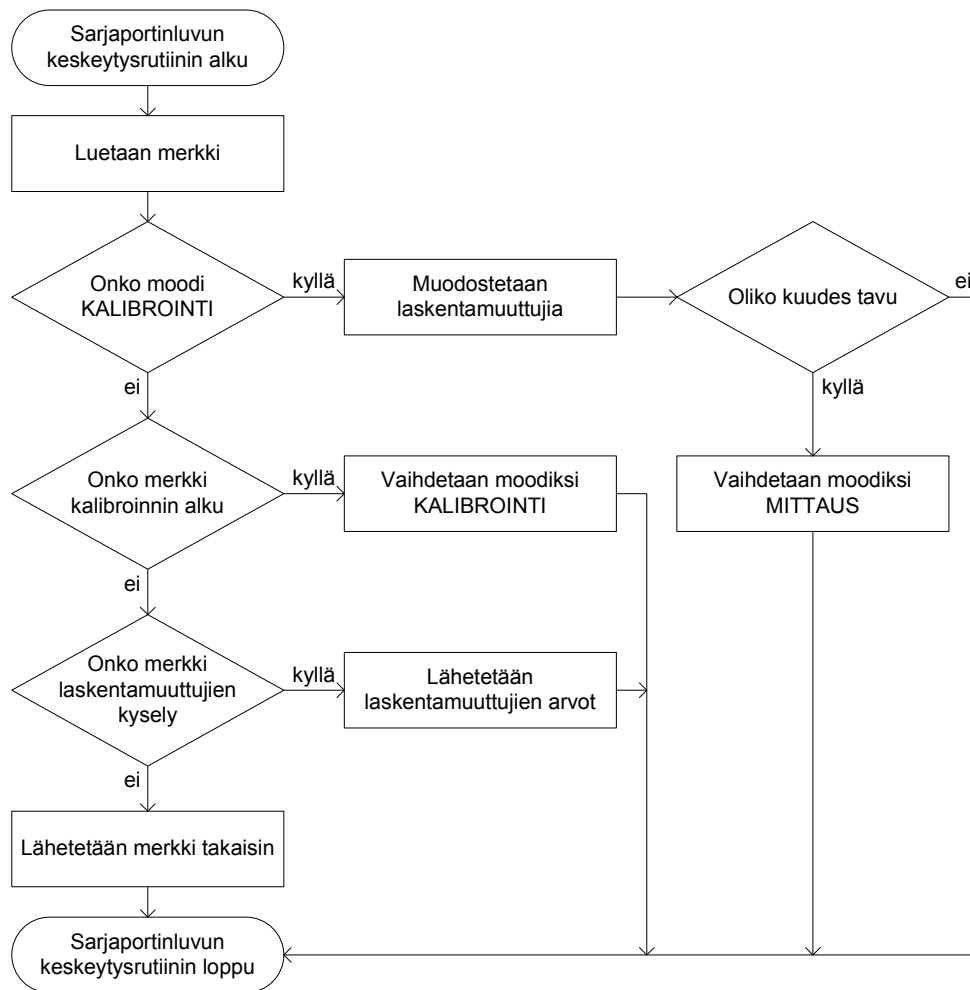 Sarjaportinluvun
keskeytysrutiinin alku
Luetaan merkki
Onko moodi
KALIBROINTI
kyllä
Muodostetaan
laskentamuuttujia
Oliko kuudes tavu
ei
ei
kyllä
Onko merkki
kalibroinnin alku
kyllä
Vaihdetaan moodiksi
KALIBROINTI
Vaihdetaan moodiksi
MITTAUS
ei
Onko merkki
laskentamuuttujien
kysely
kyllä
Lähetetään
laskentamuuttujien arvot
ei
Lähetetään merkki takaisin
Sarjaportinluvun
keskeytysrutiinin loppu